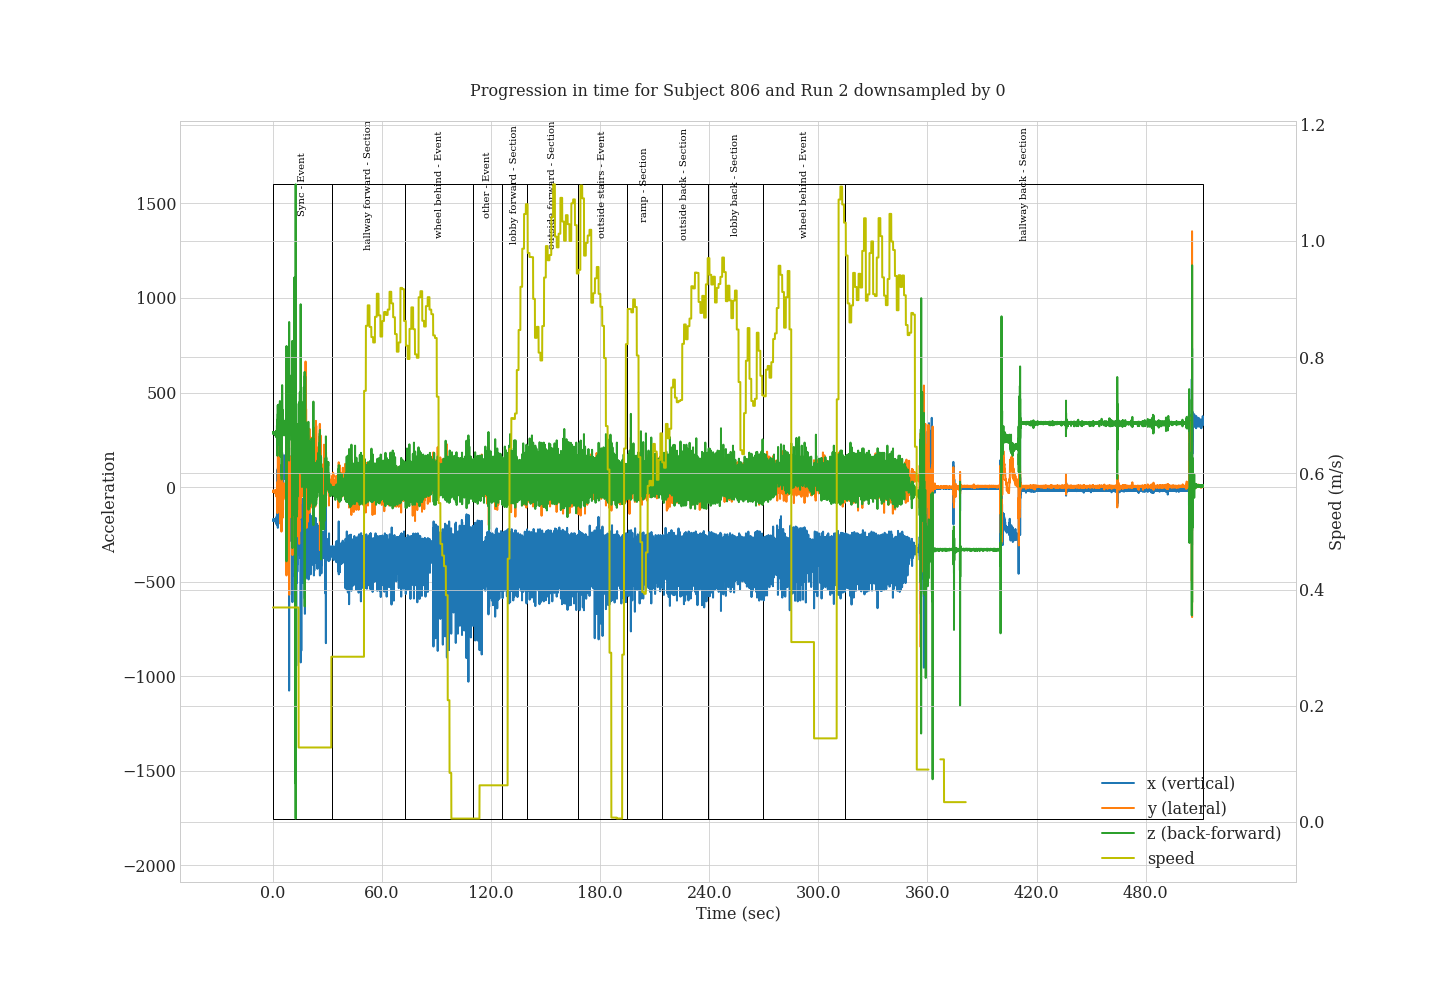 Progression in time for Subject 806 and Run 2 downsampled by 0
Sync - Event
hallway forward - Section
wheel behind - Event
other - Event
lobby forward - Section
outside forward - Section
outside stairs - Event
ramp - Section
outside back - Section
lobby back - Section
wheel behind - Event
hallway back - Section
1500
1000
500
0
−500
−1000
−1500
−2000
Acceleration
1.2
1.0
0.8
0.6
0.4
0.2
0.0
Speed (m/s)
x (vertical)
y (lateral)
z (back-forward)
speed
0.0 60.0 120.0 180.0 240.0 300.0 360.0 420.0 480.0
Time (sec)